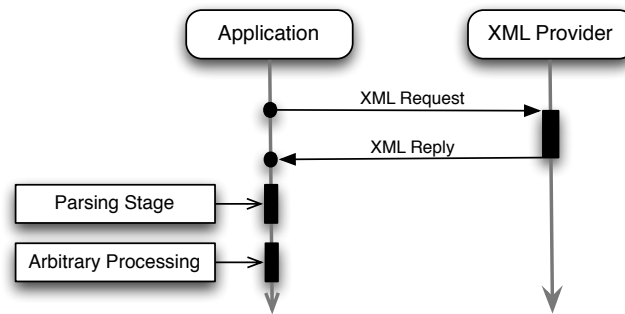 Application
XML Provider
XML Request
XML Reply
Parsing Stage
Arbitrary Processing